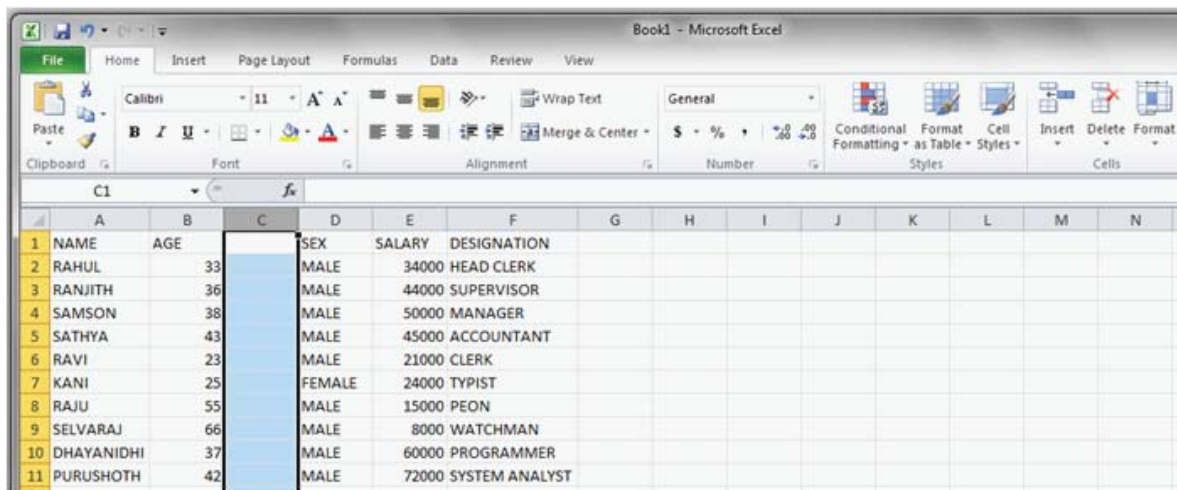 Book1 - Microsoft Excel
File Home Insert Page Layout Formulas Data Review View
Calibri 11 A A Wrap Text General
Paste B I U A Merge & Center $ % , .0 .00 .00 .0 Conditional Formatting Format as Table Cell Styles Insert Delete Format
Clipboard Font Alignment Number Styles Cells
C1 fx
A B C D E F G H I J K L M N
1 NAME AGE SEX SALARY DESIGNATION
2 RAHUL 33 MALE 34000 HEAD CLERK
3 RANJITH 36 MALE 44000 SUPERVISOR
4 SAMSON 38 MALE 50000 MANAGER
5 SATHYA 43 MALE 45000 ACCOUNTANT
6 RAVI 23 MALE 21000 CLERK
7 KANI 25 FEMALE 24000 TYPIST
8 RAJU 55 MALE 15000 PEON
9 SELVARAJ 66 MALE 8000 WATCHMAN
10 DHAYANIDHI 37 MALE 60000 PROGRAMMER
11 PURUSHOTH 42 MALE 72000 SYSTEM ANALYST